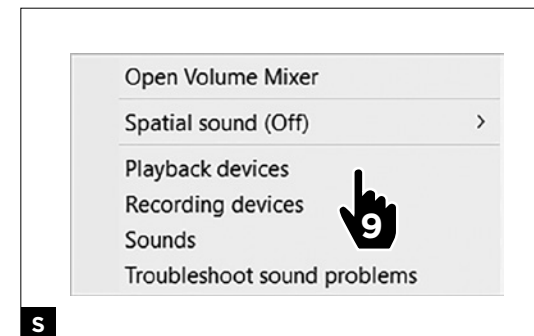 Open Volume Mixer
Spatial sound (Off) >
Playback devices
Recording devices
9
Sounds
Troubleshoot sound problems
S